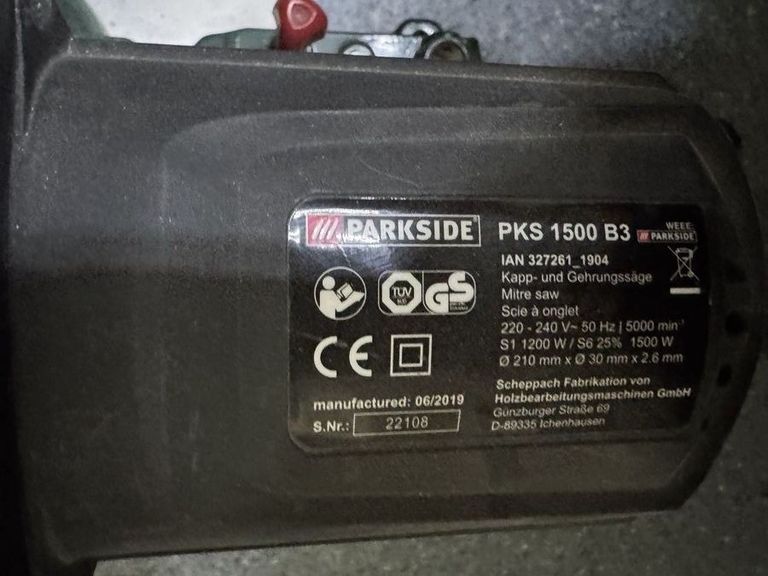 PARKSIDE
PKS 1500 B3
WEEE
PARKSIDE
IAN 327261_1904
Kapp- und Gehrungssäge
Mitre saw
Scie à onglet
220 - 240 V~ 50 Hz | 5000 min⁻¹
S1 1200 W / S6 25% 1500 W
Ø 210 mm x Ø 30 mm x 2.6 mm
TÜV
GS
CE
manufactured: 06/2019
S.Nr.: 22108
Scheppach Fabrikation von
Holzbearbeitungsmaschinen GmbH
Günzburger Straße 69
D-89335 Ichenhausen